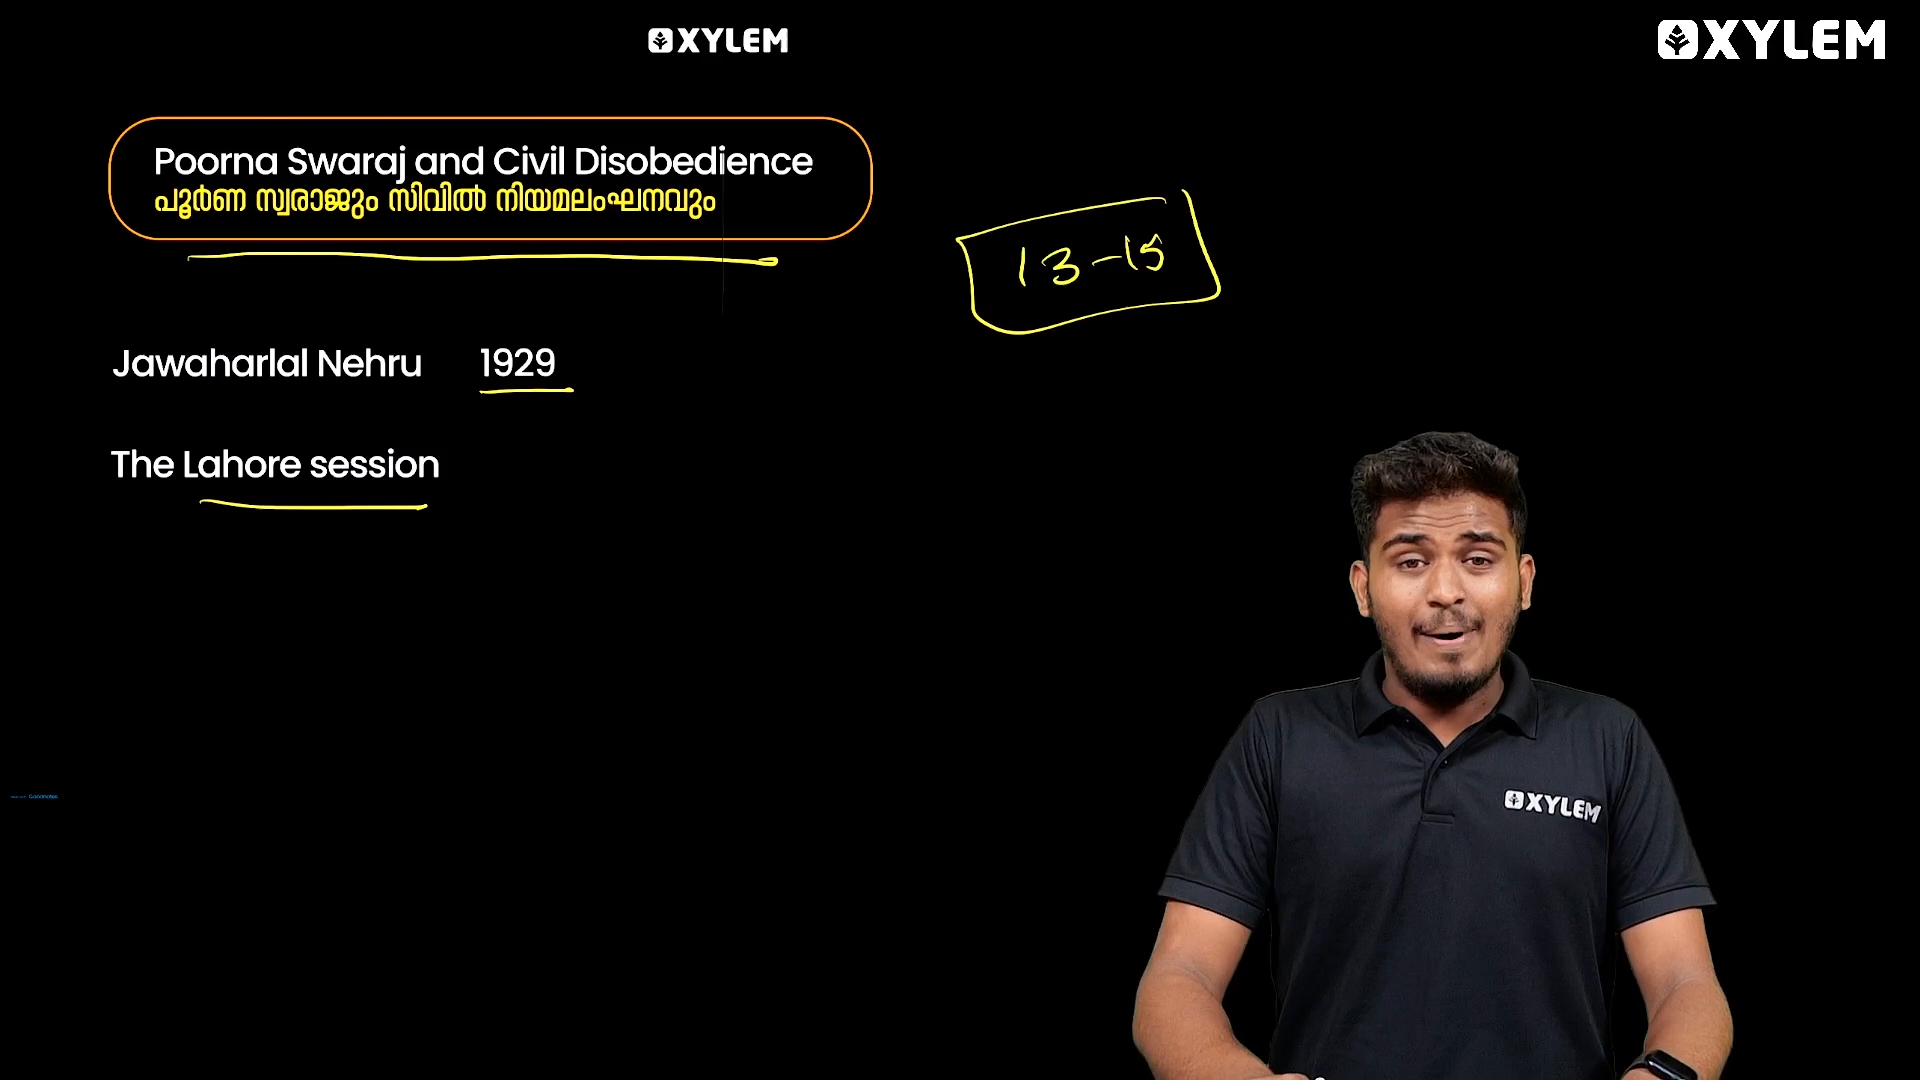 XYLEM
XYLEM
Poorna Swaraj and Civil Disobedience
പൂർണ സ്വരാജും സിവിൽ നിയമലംഘനവും
13-15
Jawaharlal Nehru 1929
The Lahore session
XYLEM